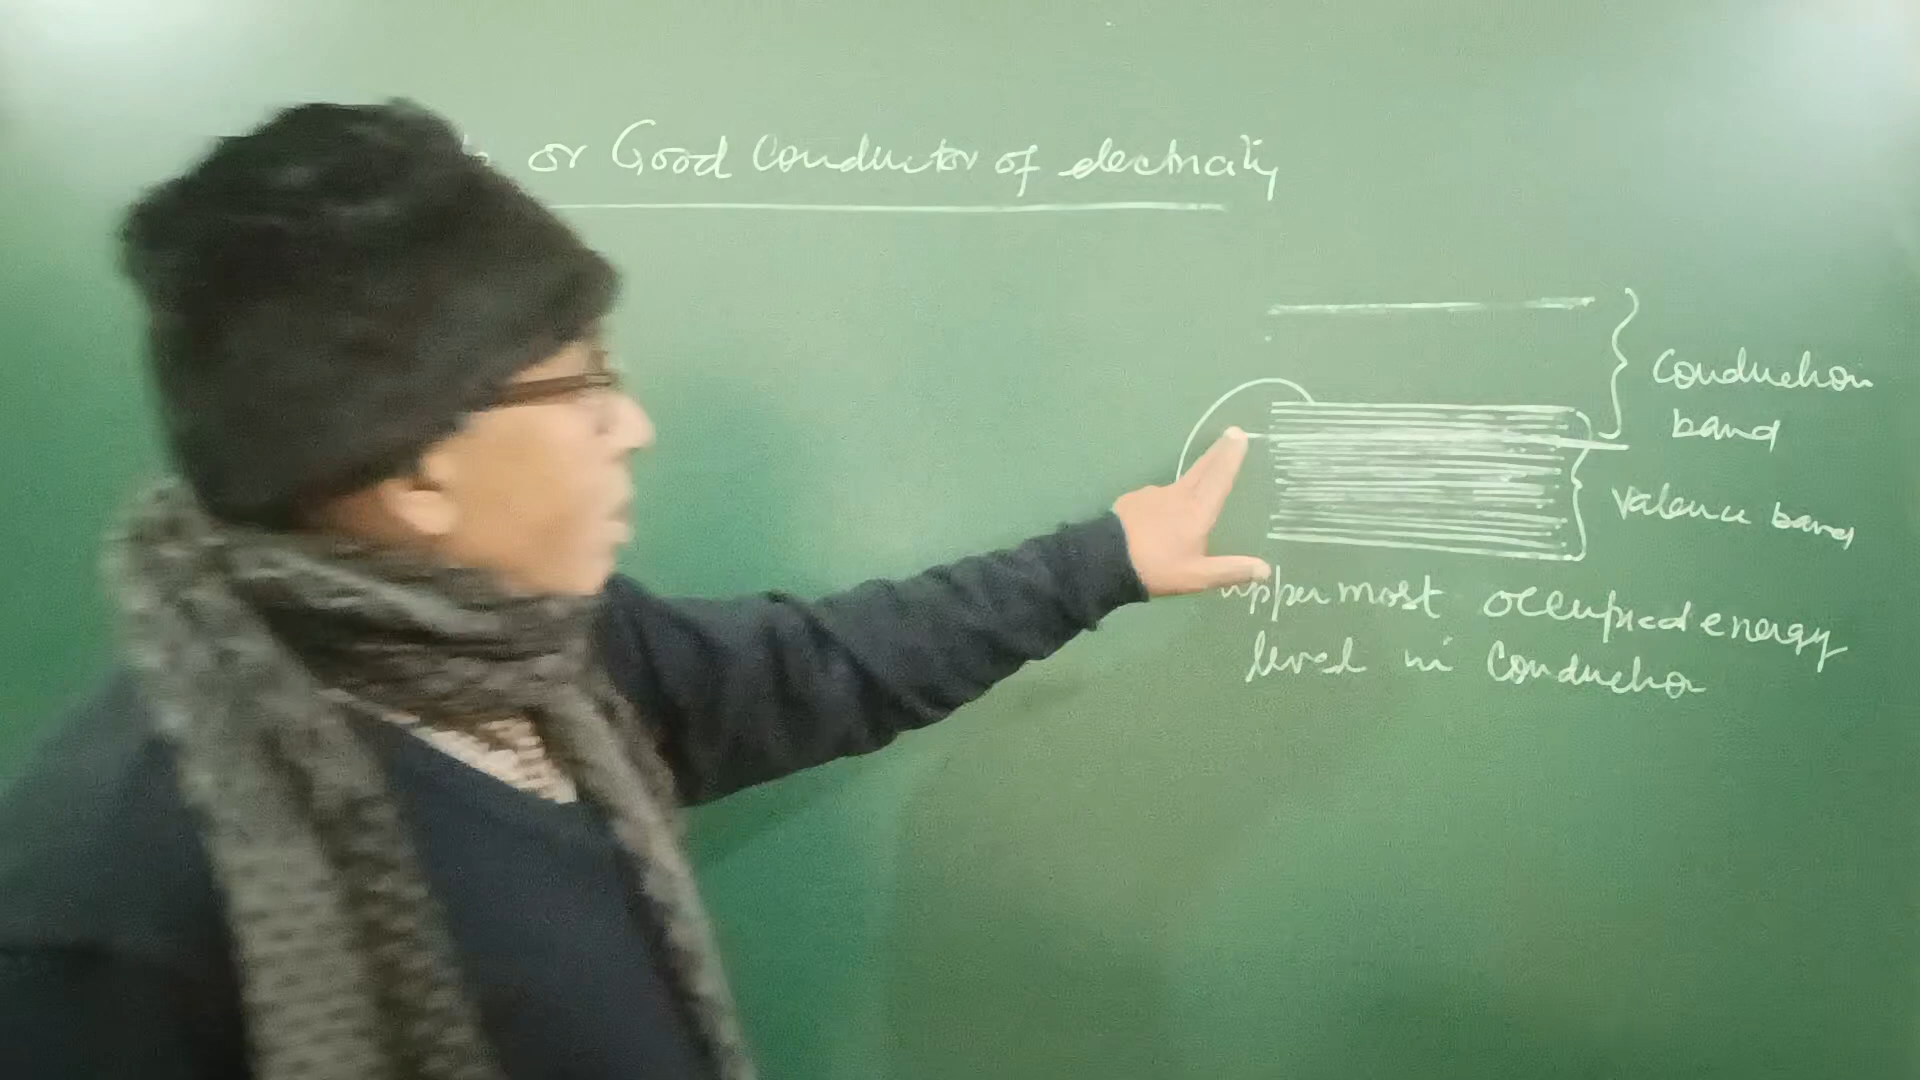 or Good Conductor of electricity
Conduction
band
Valence band
uppermost occupied energy
level in Conductor